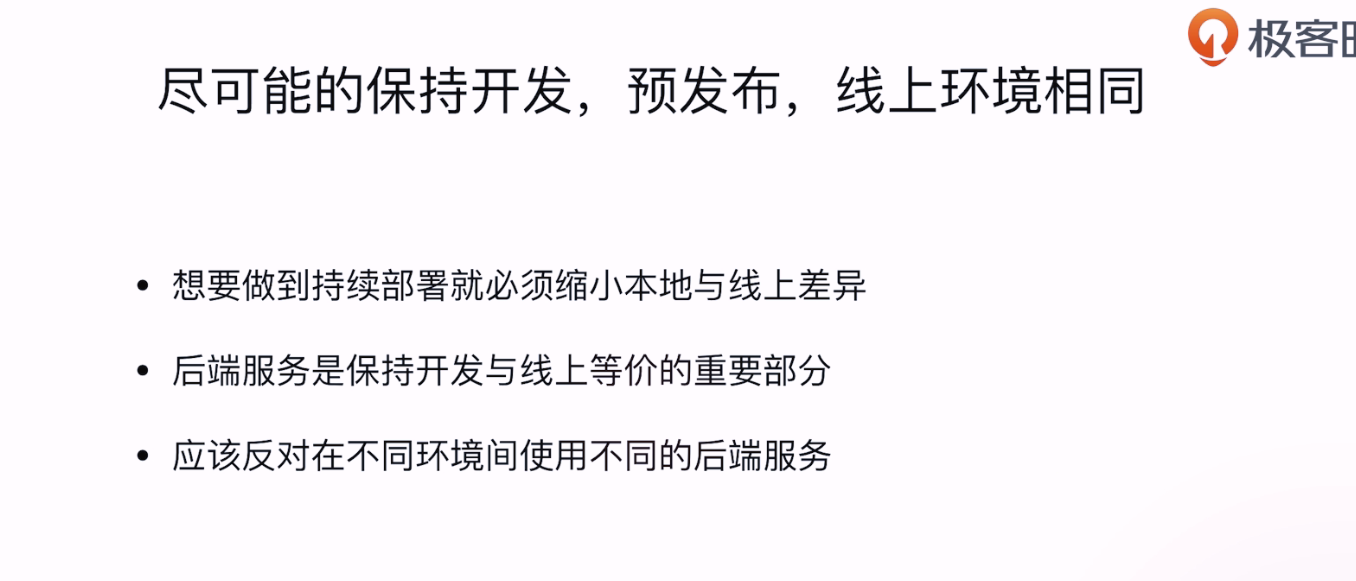 极客
尽可能的保持开发，预发布，线上环境相同
想要做到持续部署就必须缩小本地与线上差异
后端服务是保持开发与线上等价的重要部分
应该反对在不同环境间使用不同的后端服务